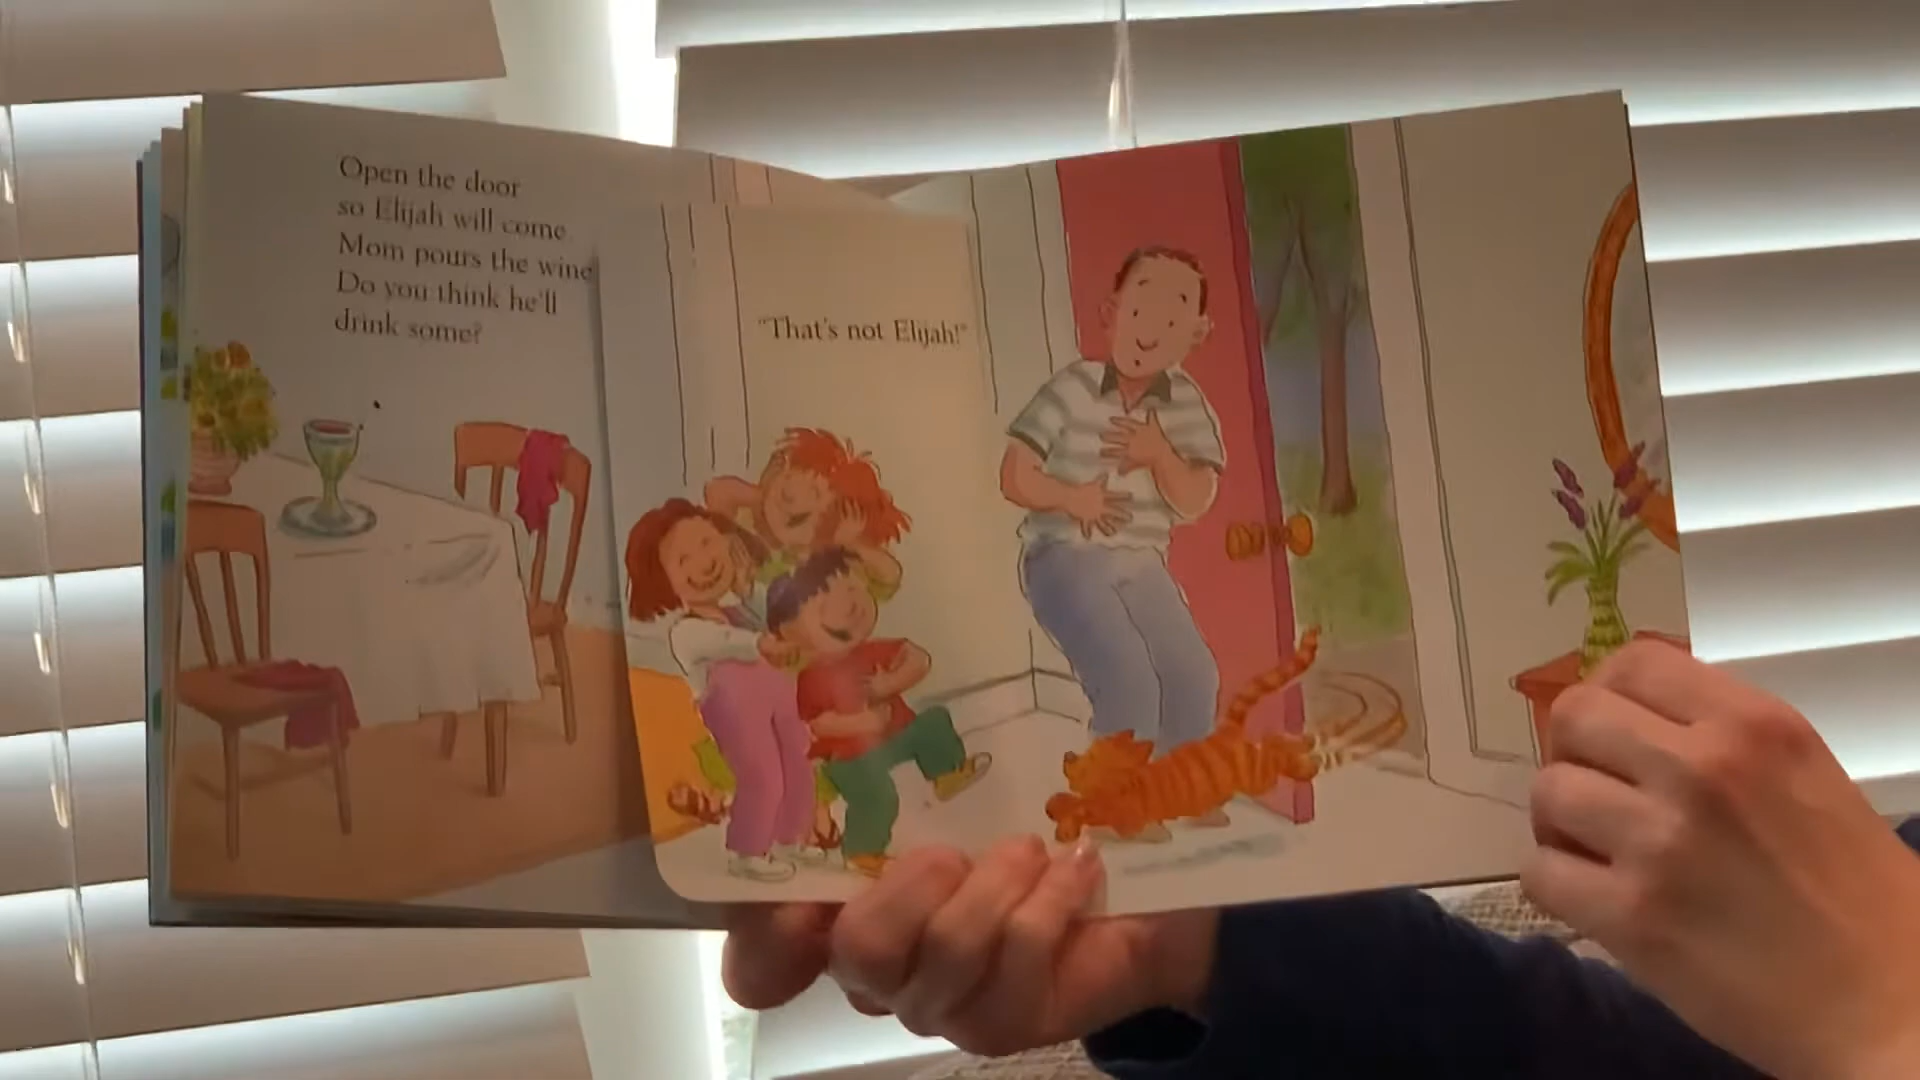 Open the door
so Elijah will come.
Mom pours the wine
Do you think he'll
drink some?
"That's not Elijah!"